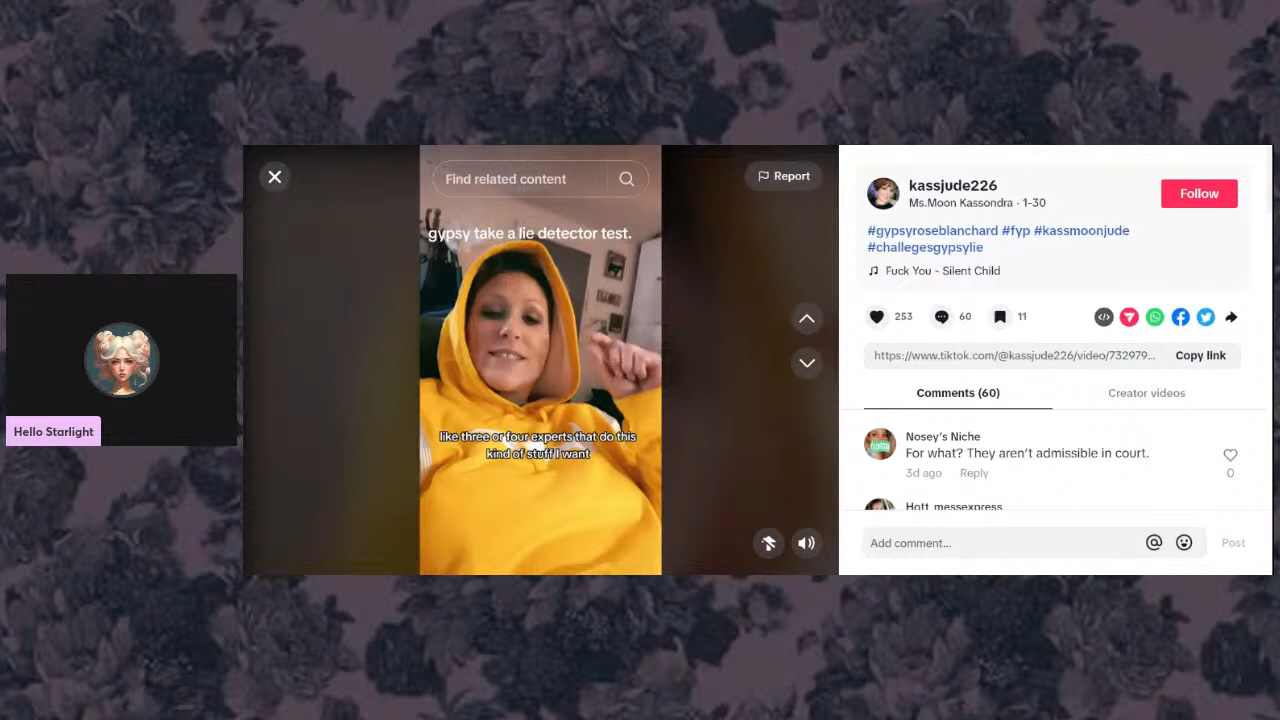 Hello Starlight
Find related content
Report
gypsy take a lie detector test.
like three or four experts that do this
kind of stuff I want
kassjude226
Ms.Moon Kassondra · 1-30
Follow
#gypsyroseblanchard #fyp #kassmoonjude
#challegesgypsylie
Fuck You - Silent Child
253
60
11
https://www.tiktok.com/@kassjude226/video/732979...
Copy link
Comments (60)
Creator videos
Nosey's Niche
For what? They aren't admissible in court.
3d ago
Reply
0
Hott_messexpress
Add comment...
Post